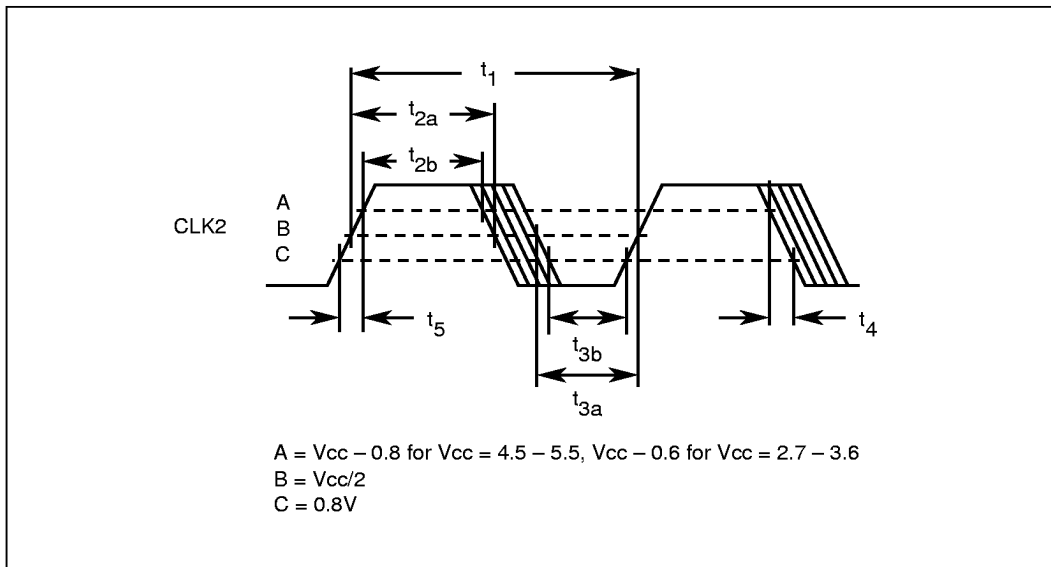 t1
t2a
t2b
A
CLK2 B
C
t5
t4
t3b
t3a
A = Vcc – 0.8 for Vcc = 4.5 – 5.5, Vcc – 0.6 for Vcc = 2.7 – 3.6
B = Vcc/2
C = 0.8V